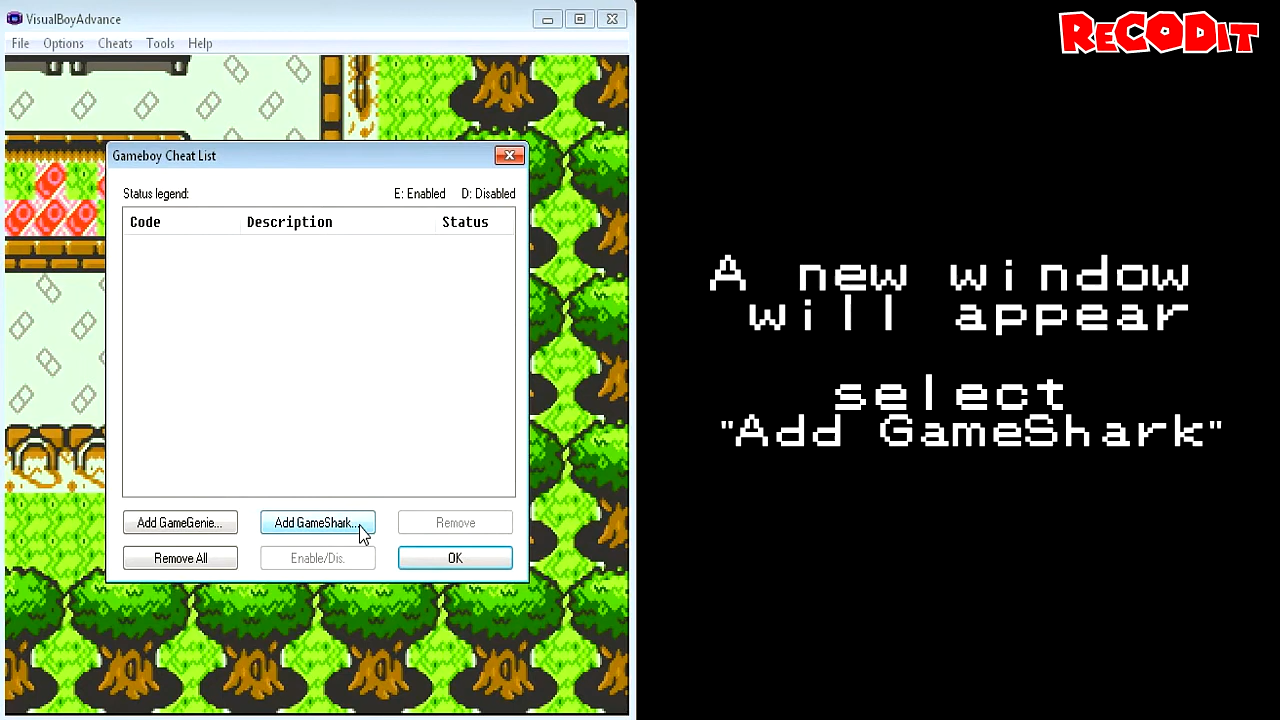 VisualBoyAdvance
File Options Cheats Tools Help
Gameboy Cheat List
Status legend: E: Enabled D: Disabled
Code Description Status
Add GameGenie... Add GameShark... Remove
Remove All Enable/Dis. OK
ReCODit
A new window
will appear
select
"Add GameShark"